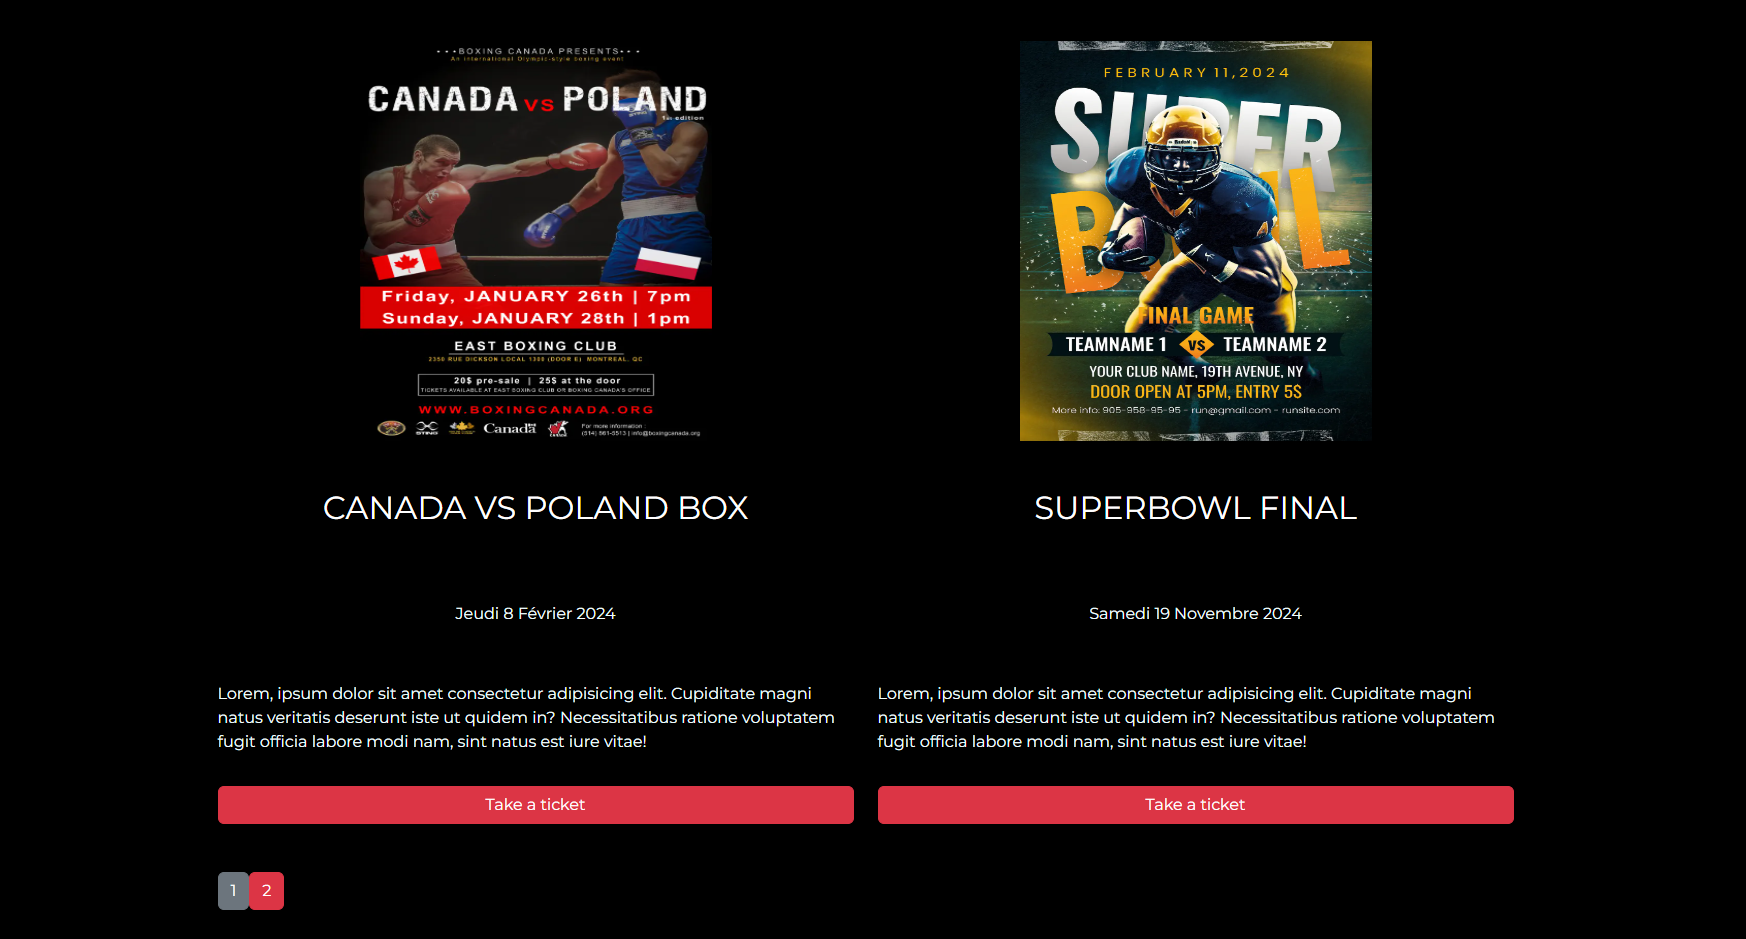 •••BOXING CANADA PRESENTS•••
An international Olympic-style boxing event
CANADA VS POLAND
1st edition
Friday, JANUARY 26th | 7pm
Sunday, JANUARY 28th | 1pm
EAST BOXING CLUB
2350 RUE DICKSON LOCAL 1300 (DOOR E) MONTREAL, QC
20$ pre-sale | 25$ at the door
TICKETS AVAILABLE AT EAST BOXING CLUB OR BOXING CANADA'S OFFICE
WWW.BOXINGCANADA.ORG
STING
Canada
For more information :
(514) 861-5513 | info@boxingcanada.org
FEBRUARY 11, 2024
SUPER
BOWL
FINAL GAME
TEAMNAME 1 VS TEAMNAME 2
YOUR CLUB NAME, 19TH AVENUE, NY
DOOR OPEN AT 5PM, ENTRY 5$
More info: 905-958-95-95 - run@gmail.com - runsite.com
CANADA VS POLAND BOX
SUPERBOWL FINAL
Jeudi 8 Février 2024
Samedi 19 Novembre 2024
Lorem, ipsum dolor sit amet consectetur adipisicing elit. Cupiditate magni
natus veritatis deserunt iste ut quidem in? Necessitatibus ratione voluptatem
fugit officia labore modi nam, sint natus est iure vitae!
Lorem, ipsum dolor sit amet consectetur adipisicing elit. Cupiditate magni
natus veritatis deserunt iste ut quidem in? Necessitatibus ratione voluptatem
fugit officia labore modi nam, sint natus est iure vitae!
Take a ticket
Take a ticket
1 2